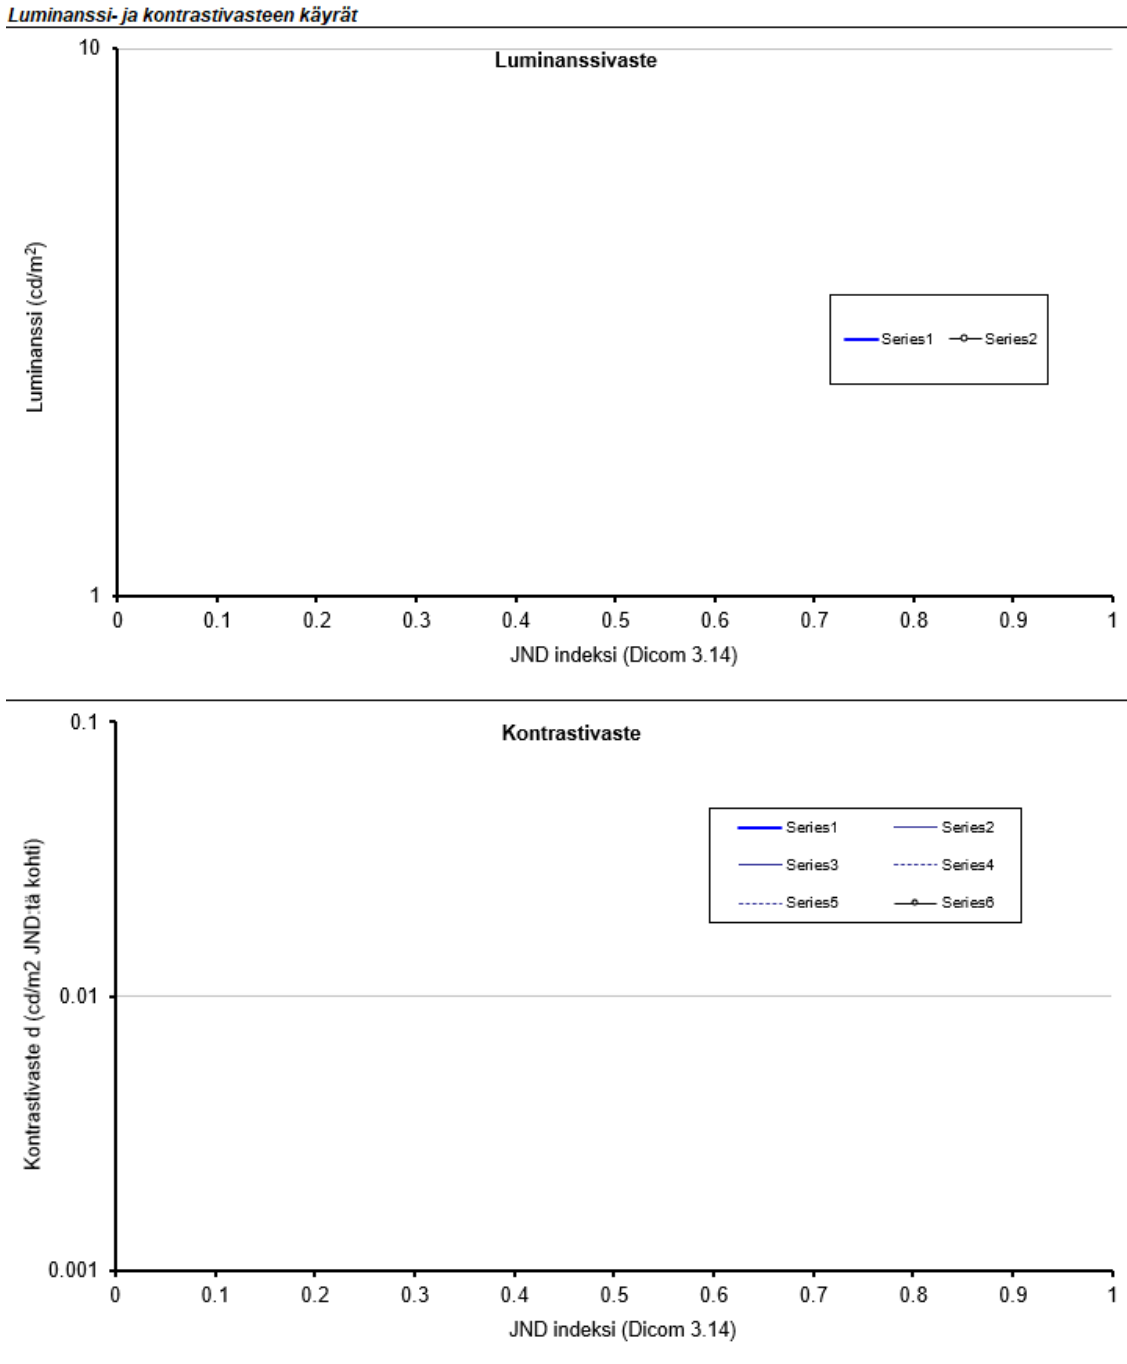 Luminanssi- ja kontrastivasteen käyrät
10
Luminanssivaste
Luminanssi (cd/m²)
Series1 Series2
1
0 0.1 0.2 0.3 0.4 0.5 0.6 0.7 0.8 0.9 1
JND indeksi (Dicom 3.14)
0.1
Kontrastivaste
Series1 Series2
Series3 Series4
Series5 Series6
Kontrastivaste d (cd/m2 JND:tä kohti)
0.01
0.001
0 0.1 0.2 0.3 0.4 0.5 0.6 0.7 0.8 0.9 1
JND indeksi (Dicom 3.14)